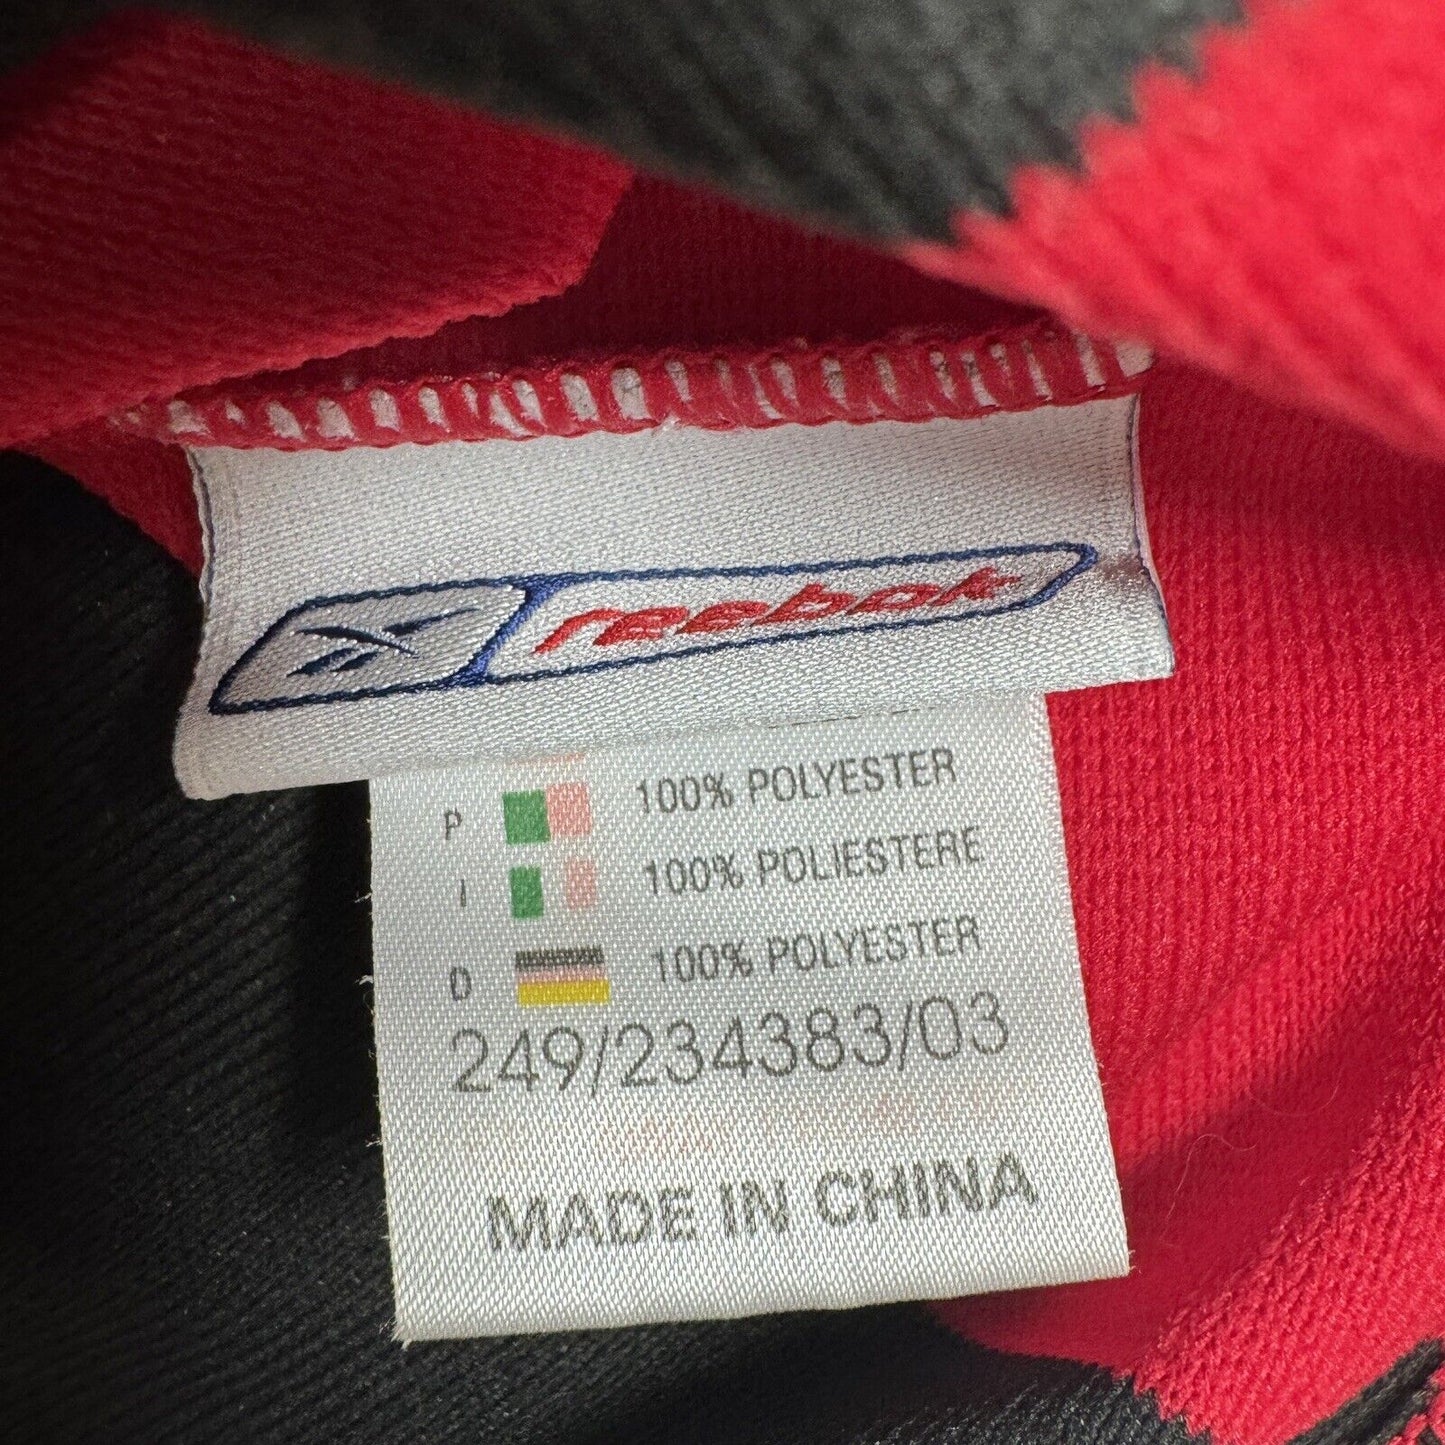 Reebok
P 100% POLYESTER
I 100% POLIESTERE
D 100% POLYESTER
249/234383/03
MADE IN CHINA